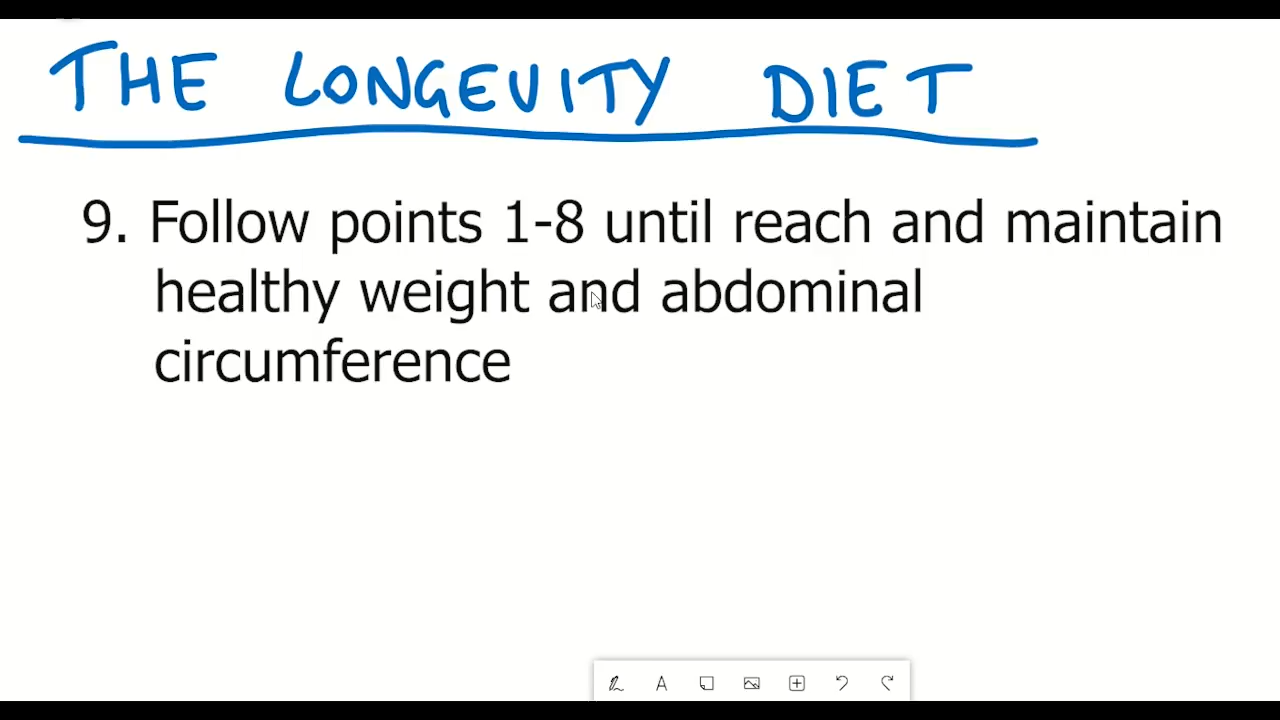 THE LONGEVITY DIET
9. Follow points 1-8 until reach and maintain
healthy weight and abdominal
circumference
A